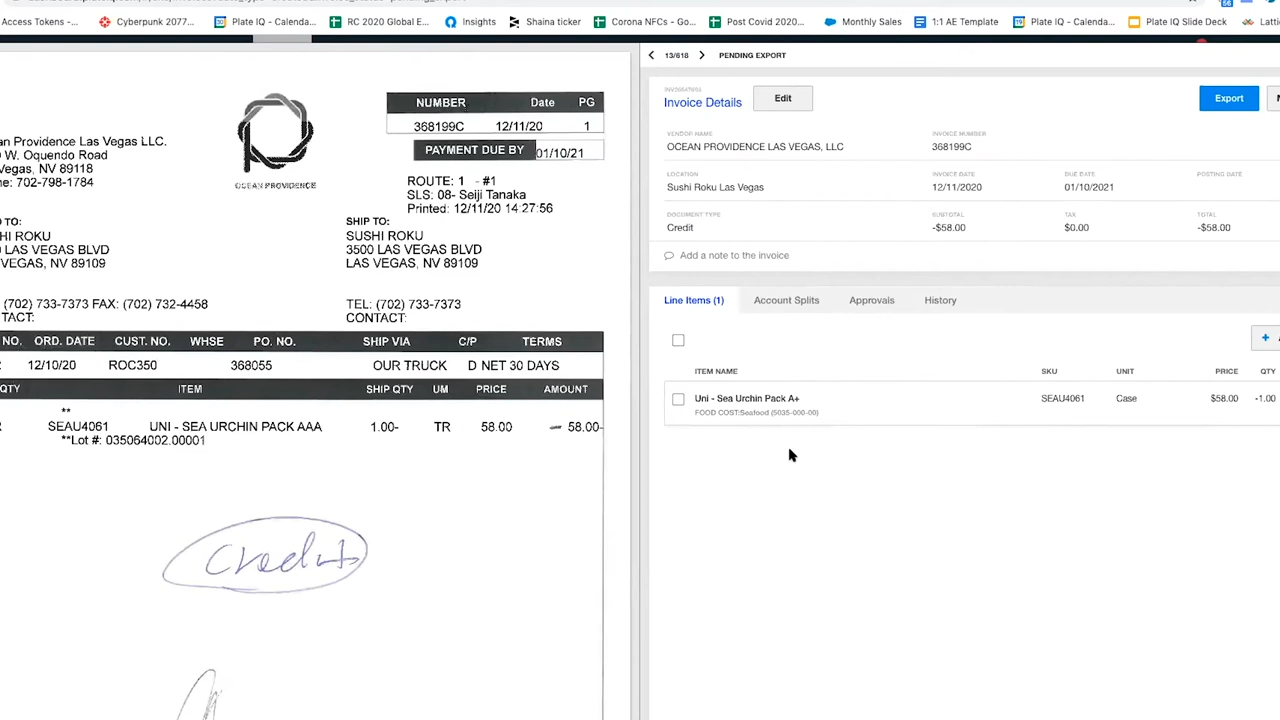 Access Tokens -...
Cyberpunk 2077...
Plate IQ - Calenda...
RC 2020 Global E...
Insights
Shaina ticker
Corona NFCs - Go...
Post Covid 2020...
Monthly Sales
1:1 AE Template
Plate IQ - Calenda...
Plate IQ Slide Deck
Latti
56
NUMBER Date PG
368199C 12/11/20 1
PAYMENT DUE BY 01/10/21
an Providence Las Vegas LLC.
0 W. Oquendo Road
Vegas, NV 89118
ne: 702-798-1784
OCEAN PROVIDENCE
ROUTE: 1 - #1
SLS: 08- Seiji Tanaka
Printed: 12/11/20 14:27:56
D TO:
HI ROKU
LAS VEGAS BLVD
VEGAS, NV 89109
(702) 733-7373 FAX: (702) 732-4458
TACT:
SHIP TO:
SUSHI ROKU
3500 LAS VEGAS BLVD
LAS VEGAS, NV 89109
TEL: (702) 733-7373
CONTACT:
NO. ORD. DATE CUST. NO. WHSE PO. NO. SHIP VIA C/P TERMS
12/10/20 ROC350 368055 OUR TRUCK D NET 30 DAYS
QTY ITEM SHIP QTY UM PRICE AMOUNT
**
SEAU4061 UNI - SEA URCHIN PACK AAA 1.00- TR 58.00 58.00-
**Lot #: 035064002.00001
Credit
13/618 PENDING EXPORT
Invoice Details
Edit
Export
VENDOR NAME
OCEAN PROVIDENCE LAS VEGAS, LLC
INVOICE NUMBER
368199C
LOCATION
Sushi Roku Las Vegas
INVOICE DATE
12/11/2020
DUE DATE
01/10/2021
POSTING DATE
DOCUMENT TYPE
Credit
SUBTOTAL
-$58.00
TAX
$0.00
TOTAL
-$58.00
Add a note to the invoice
Line Items (1)
Account Splits
Approvals
History
ITEM NAME SKU UNIT PRICE QTY
Uni - Sea Urchin Pack A+ SEAU4061 Case $58.00 -1.00
FOOD COST:Seafood (5035-000-00)